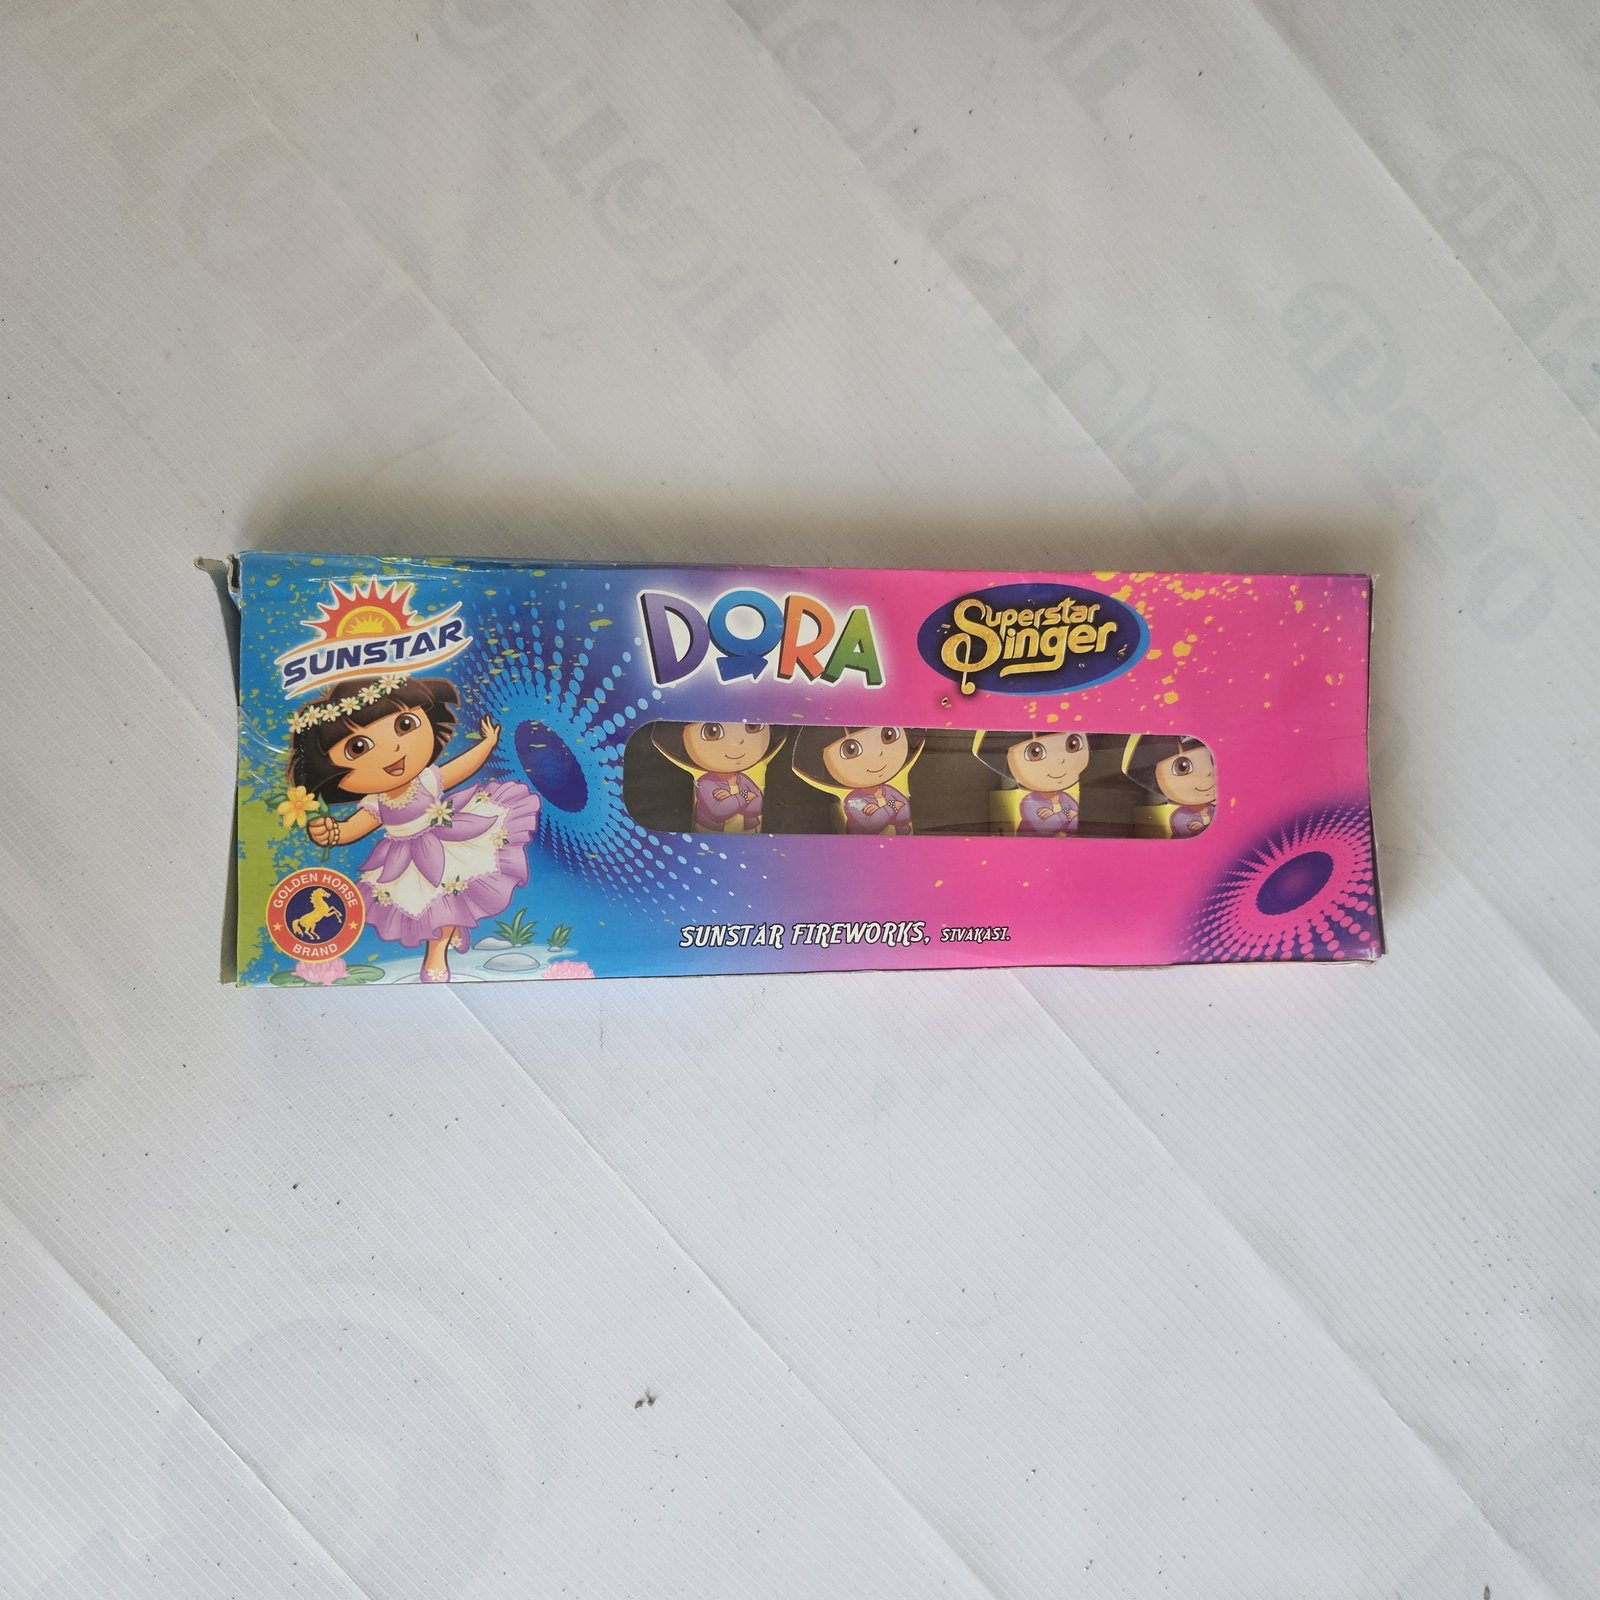 SUNSTAR
DORA
Superstar
Singer
GOLDEN HORSE
BRAND
SUNSTAR FIREWORKS, SIVAKASI.